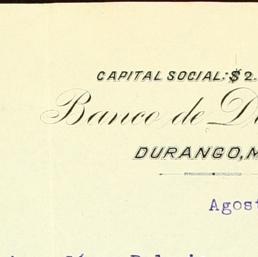 CAPITAL SOCIAL: $2.
Banco de D
DURANGO, M
Agost